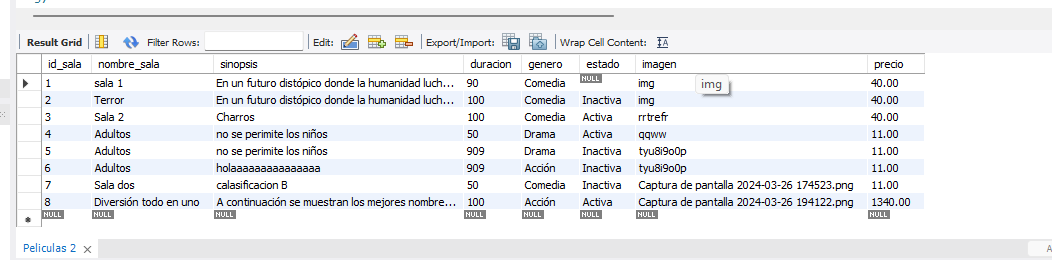 Result Grid Filter Rows: Edit: Export/Import: Wrap Cell Content: IA
id_sala nombre_sala sinopsis duracion genero estado imagen precio
1 sala 1 En un futuro distópico donde la humanidad luch... 90 Comedia NULL img 40.00
img
2 Terror En un futuro distópico donde la humanidad luch... 100 Comedia Inactiva img 40.00
3 Sala 2 Charros 100 Comedia Activa rrtrefr 40.00
4 Adultos no se perimite los niños 50 Drama Activa qqww 11.00
5 Adultos no se perimite los niños 909 Drama Inactiva tyu8i9o0p 11.00
6 Adultos holaaaaaaaaaaaaaaa 909 Acción Inactiva tyu8i9o0p 11.00
7 Sala dos calasificacion B 50 Comedia Inactiva Captura de pantalla 2024-03-26 174523.png 11.00
8 Diversión todo en uno A continuación se muestran los mejores nombre... 100 Acción Activa Captura de pantalla 2024-03-26 194122.png 1340.00
NULL NULL NULL NULL NULL NULL NULL NULL
Peliculas 2